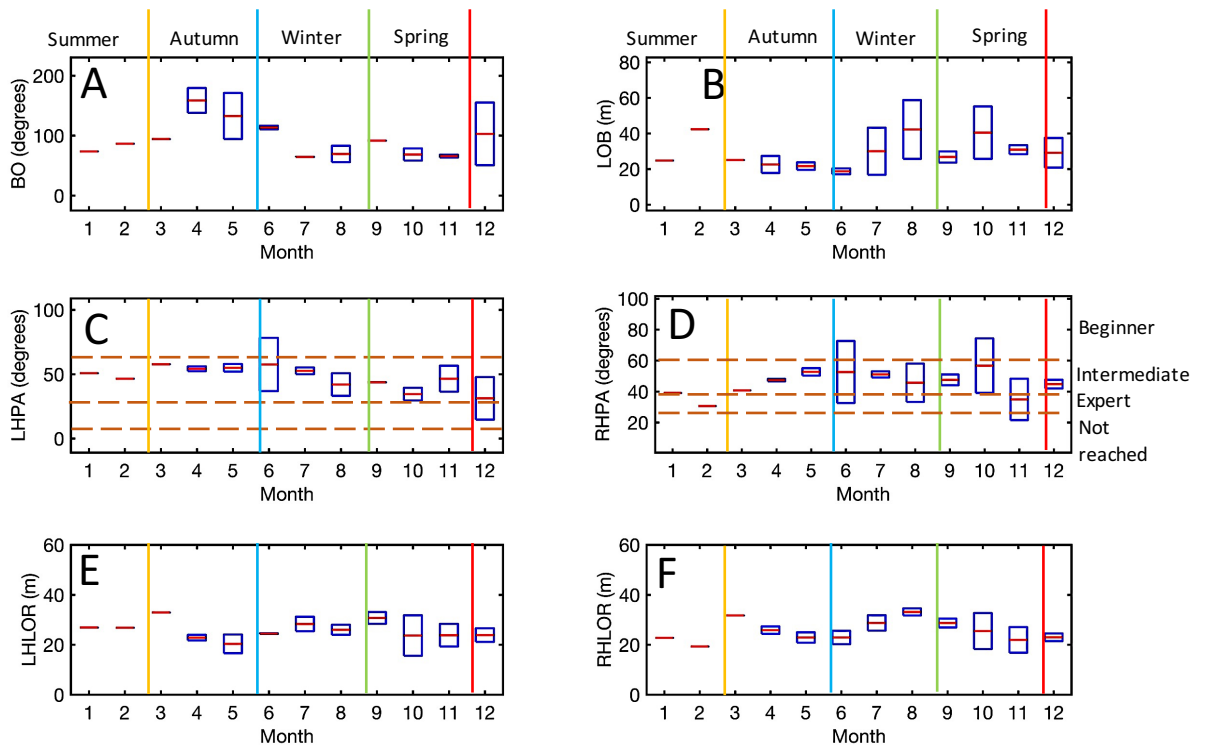 Summer Autumn Winter Spring
A
BO (degrees)
200
100
0
1 2 3 4 5 6 7 8 9 10 11 12
Month
Summer Autumn Winter Spring
B
LOB (m)
80
60
40
20
0
1 2 3 4 5 6 7 8 9 10 11 12
Month
C
LHPA (degrees)
100
50
0
1 2 3 4 5 6 7 8 9 10 11 12
Month
D
RHPA (degrees)
100
80
60
40
20
1 2 3 4 5 6 7 8 9 10 11 12
Month
Beginner
Intermediate
Expert
Not
reached
E
LHLOR (m)
60
40
20
0
1 2 3 4 5 6 7 8 9 10 11 12
Month
F
RHLOR (m)
60
40
20
0
1 2 3 4 5 6 7 8 9 10 11 12
Month